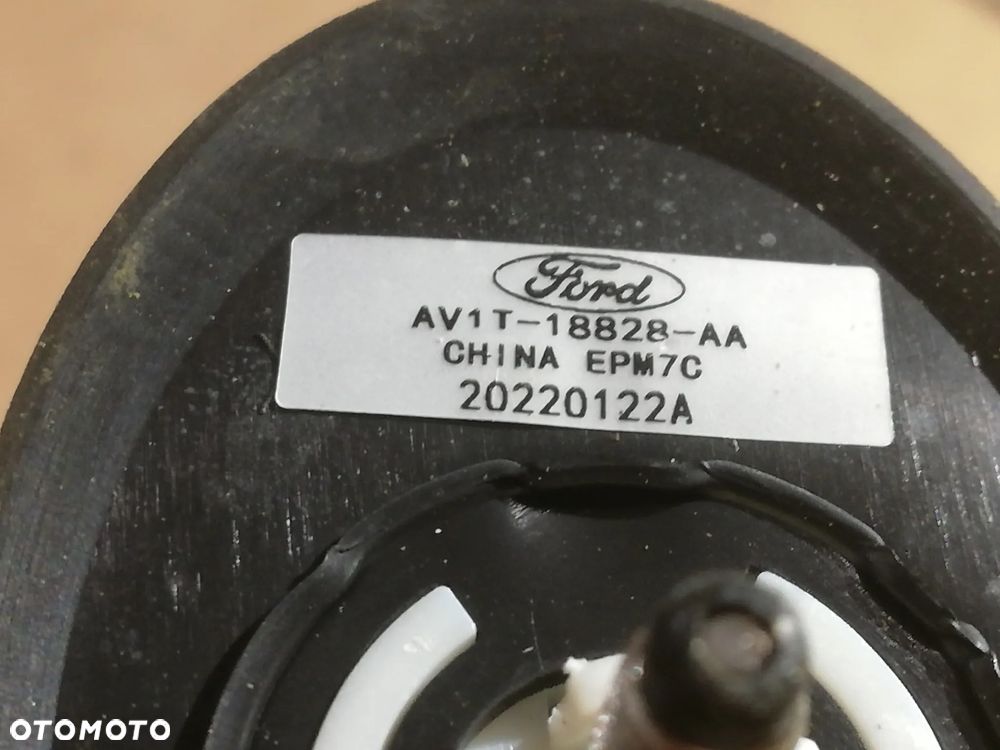 Ford
AV1T-18828-AA
CHINA EPM7C
20220122A
OTOMOTO